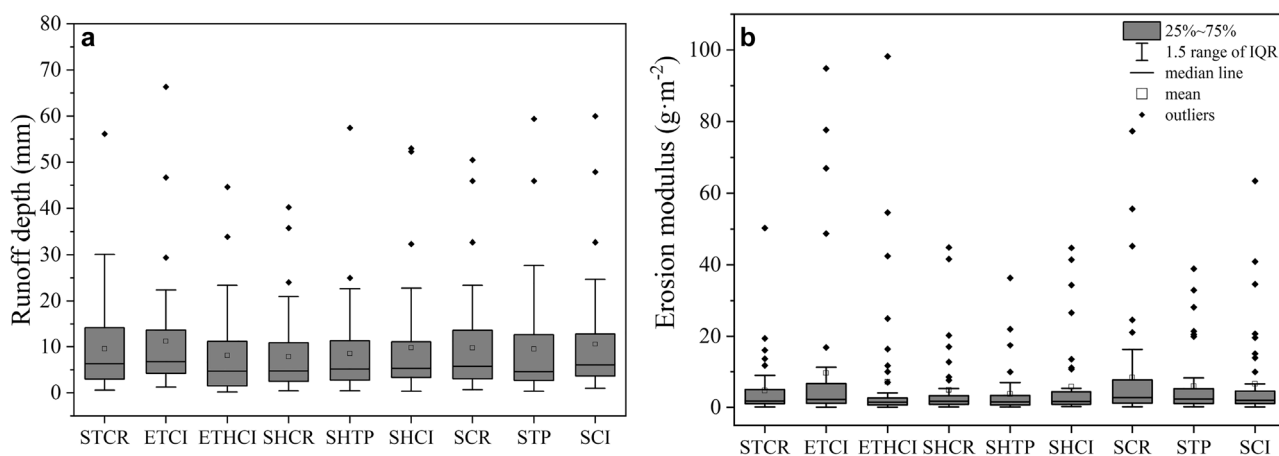 a
Runoff depth (mm)
80
70
60
50
40
30
20
10
0
STCR ETCI ETHCI SHCR SHTP SHCI SCR STP SCI
b
Erosion modulus (g·m⁻²)
100
80
60
40
20
0
STCR ETCI ETHCI SHCR SHTP SHCI SCR STP SCI
25%~75%
1.5 range of IQR
median line
mean
outliers